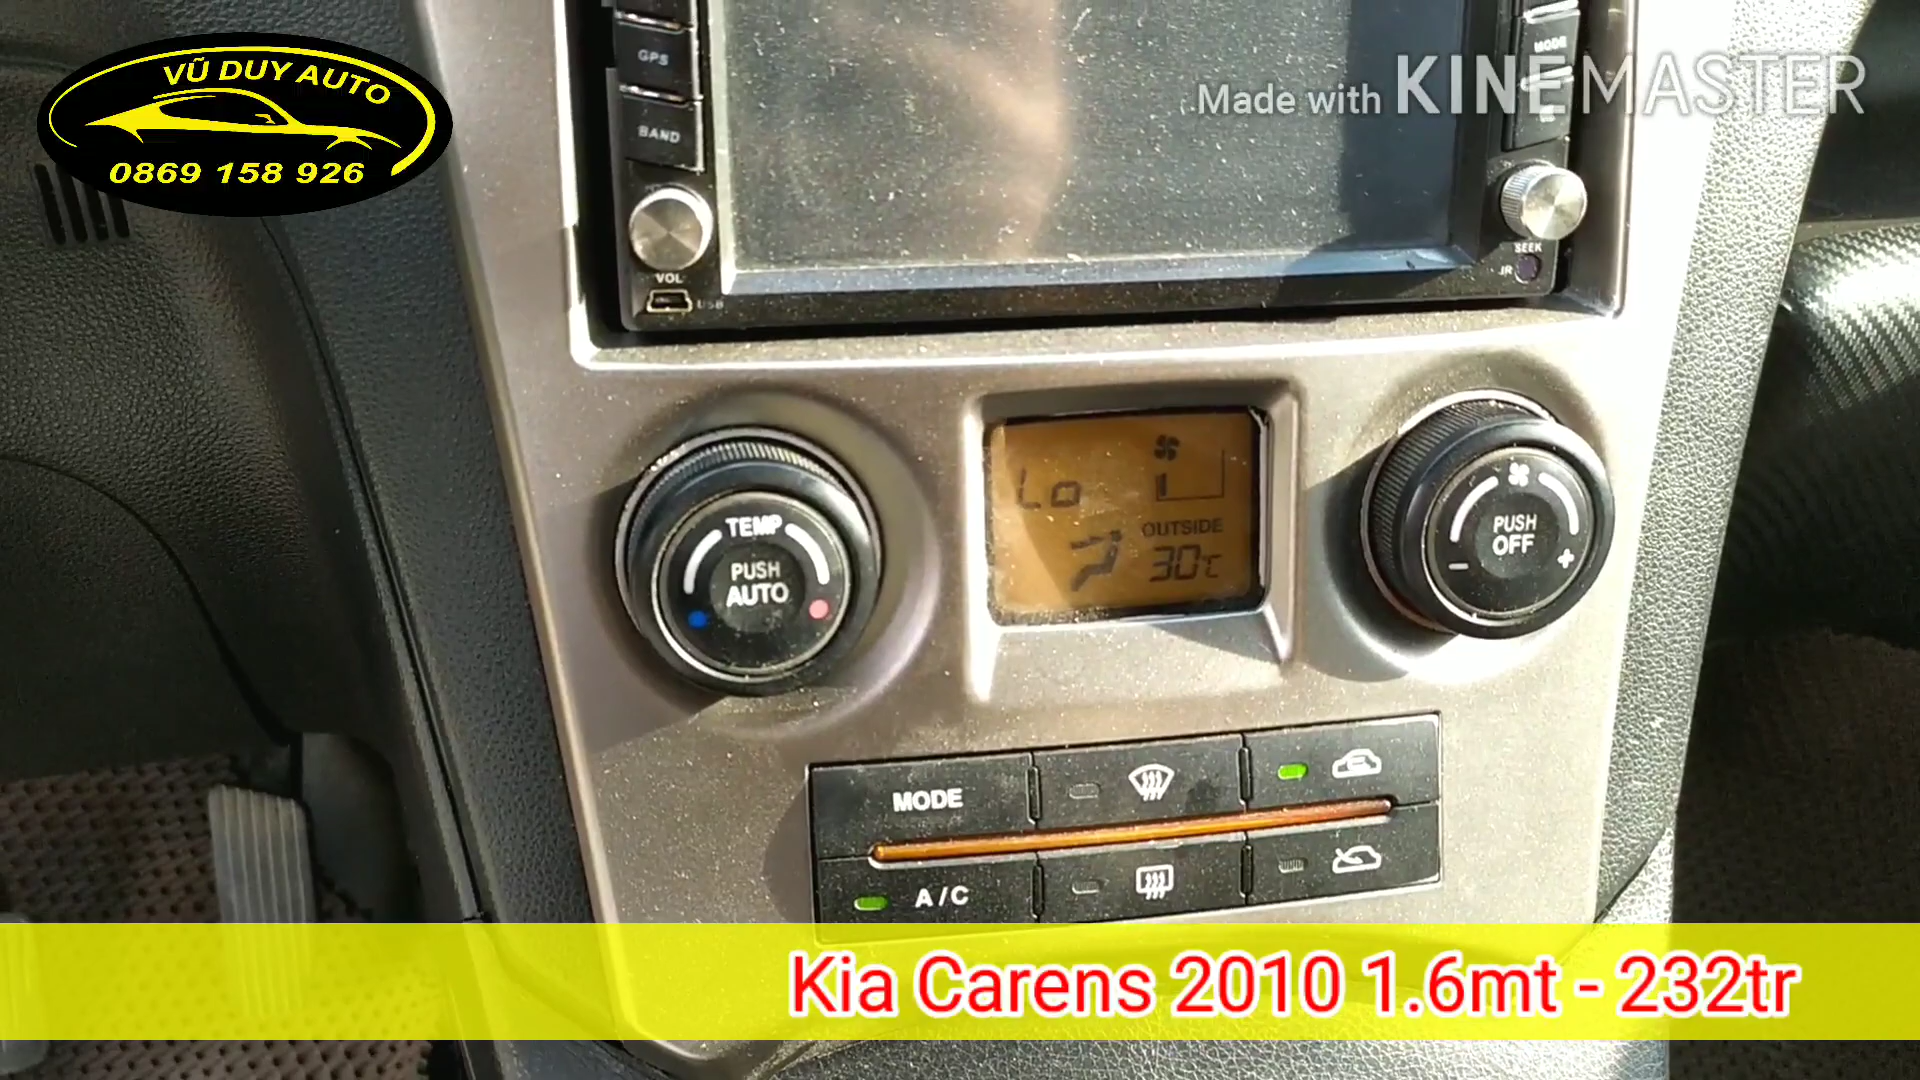 VŨ DUY AUTO
0869 158 926
Made with KINEMASTER
GPS
BAND
VOL
USB
MODE
SEEK
TEMP
PUSH
AUTO
Lo
OUTSIDE
30℃
PUSH
OFF
- +
MODE
A/C
Kia Carens 2010 1.6mt - 232tr